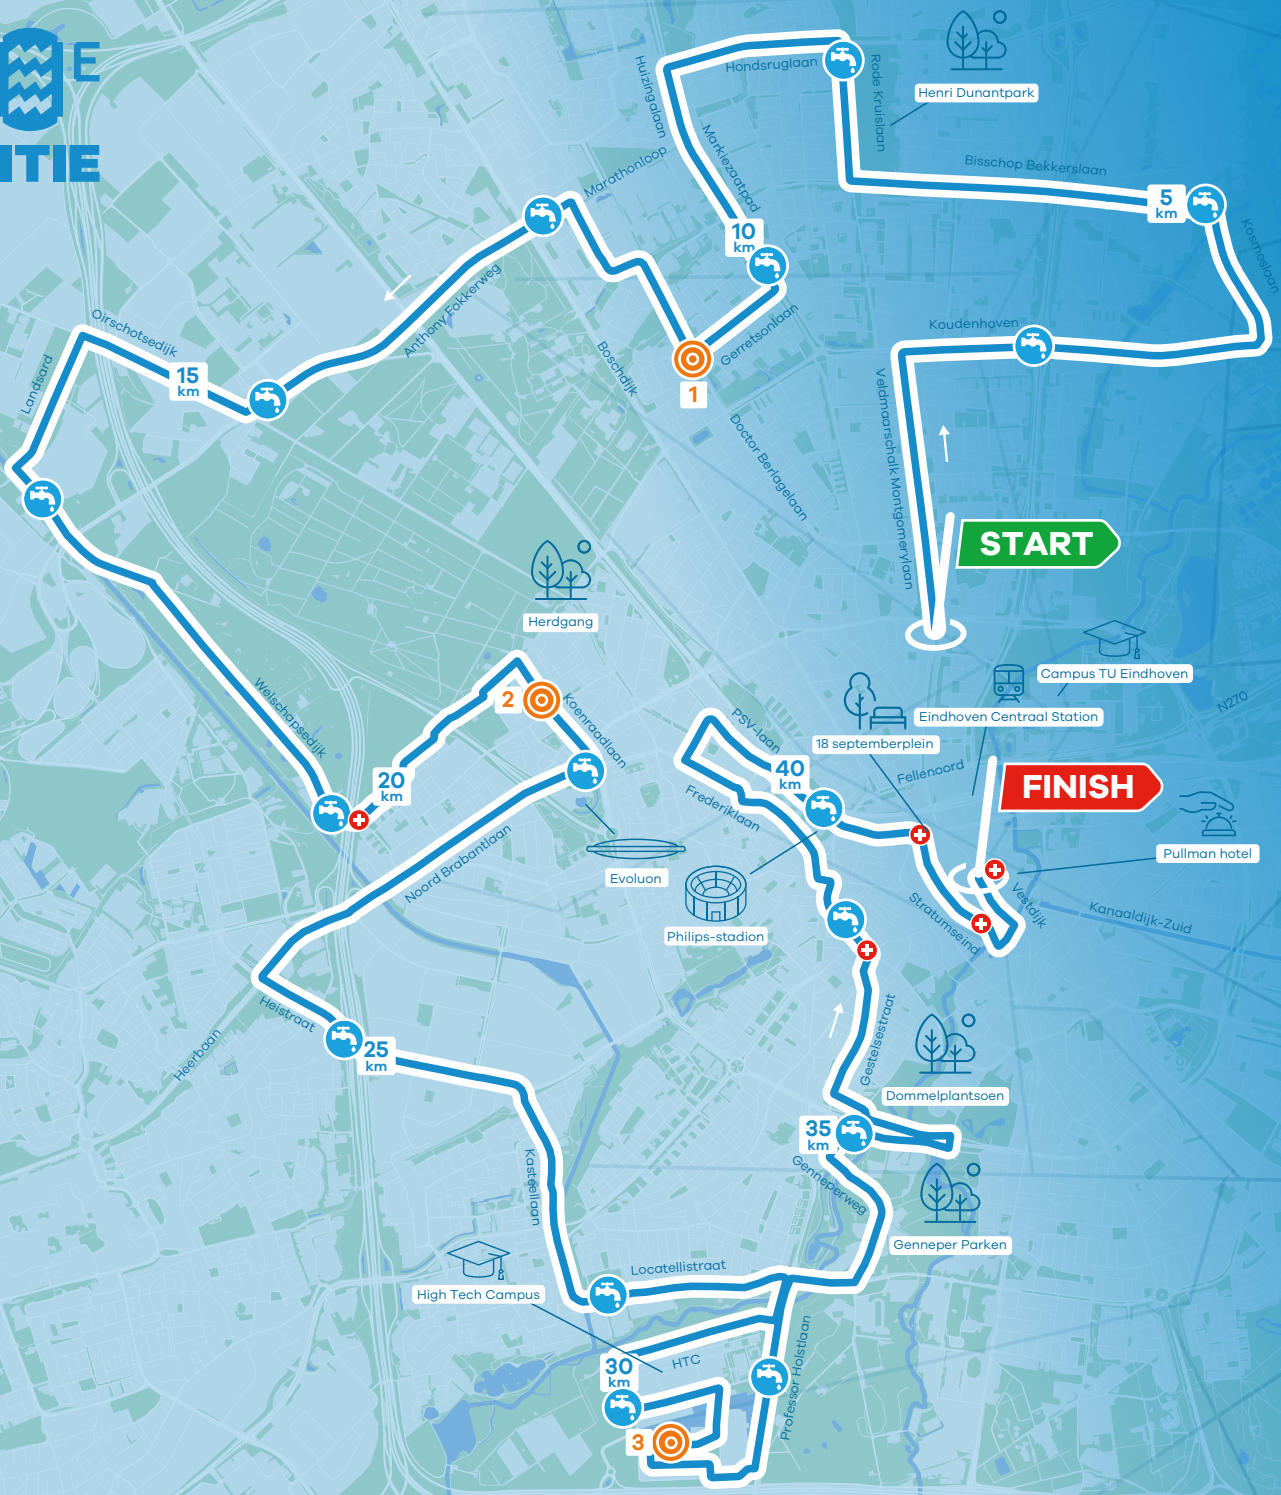 E
ITIE
Huizingalaan
Hondsruglaan
Rode Kruislaan
Henri Dunantpark
Markiezaatpad
Marathonloop
Bisschop Bekkerslaan
5
km
Kosmoslaan
10
km
Anthony Fokkerweg
Oirschotsedijk
Landsard
15
km
Boschdijk
Gerretsonlaan
1
Koudenhoven
Veldmaarschalk Montgomerylaan
Doctor Berlagelaan
START
Herdgang
Campus TU Eindhoven
N270
Eindhoven Centraal Station
18 septemberplein
Fellenoord
FINISH
Pullman hotel
Welschapsedijk
2
Koenraadlaan
20
km
PSV-laan
40
km
Frederiklaan
Noord Brabantlaan
Evoluon
Philips-stadion
Stratumseind
Vestdijk
Kanaaldijk-Zuid
Heistraat
Heerbaan
25
km
Gestelsestraat
Dommelplantsoen
35
km
Genneperweg
Genneper Parken
Kasteellaan
Locatellistraat
High Tech Campus
HTC
30
km
3
Professor Holstlaan